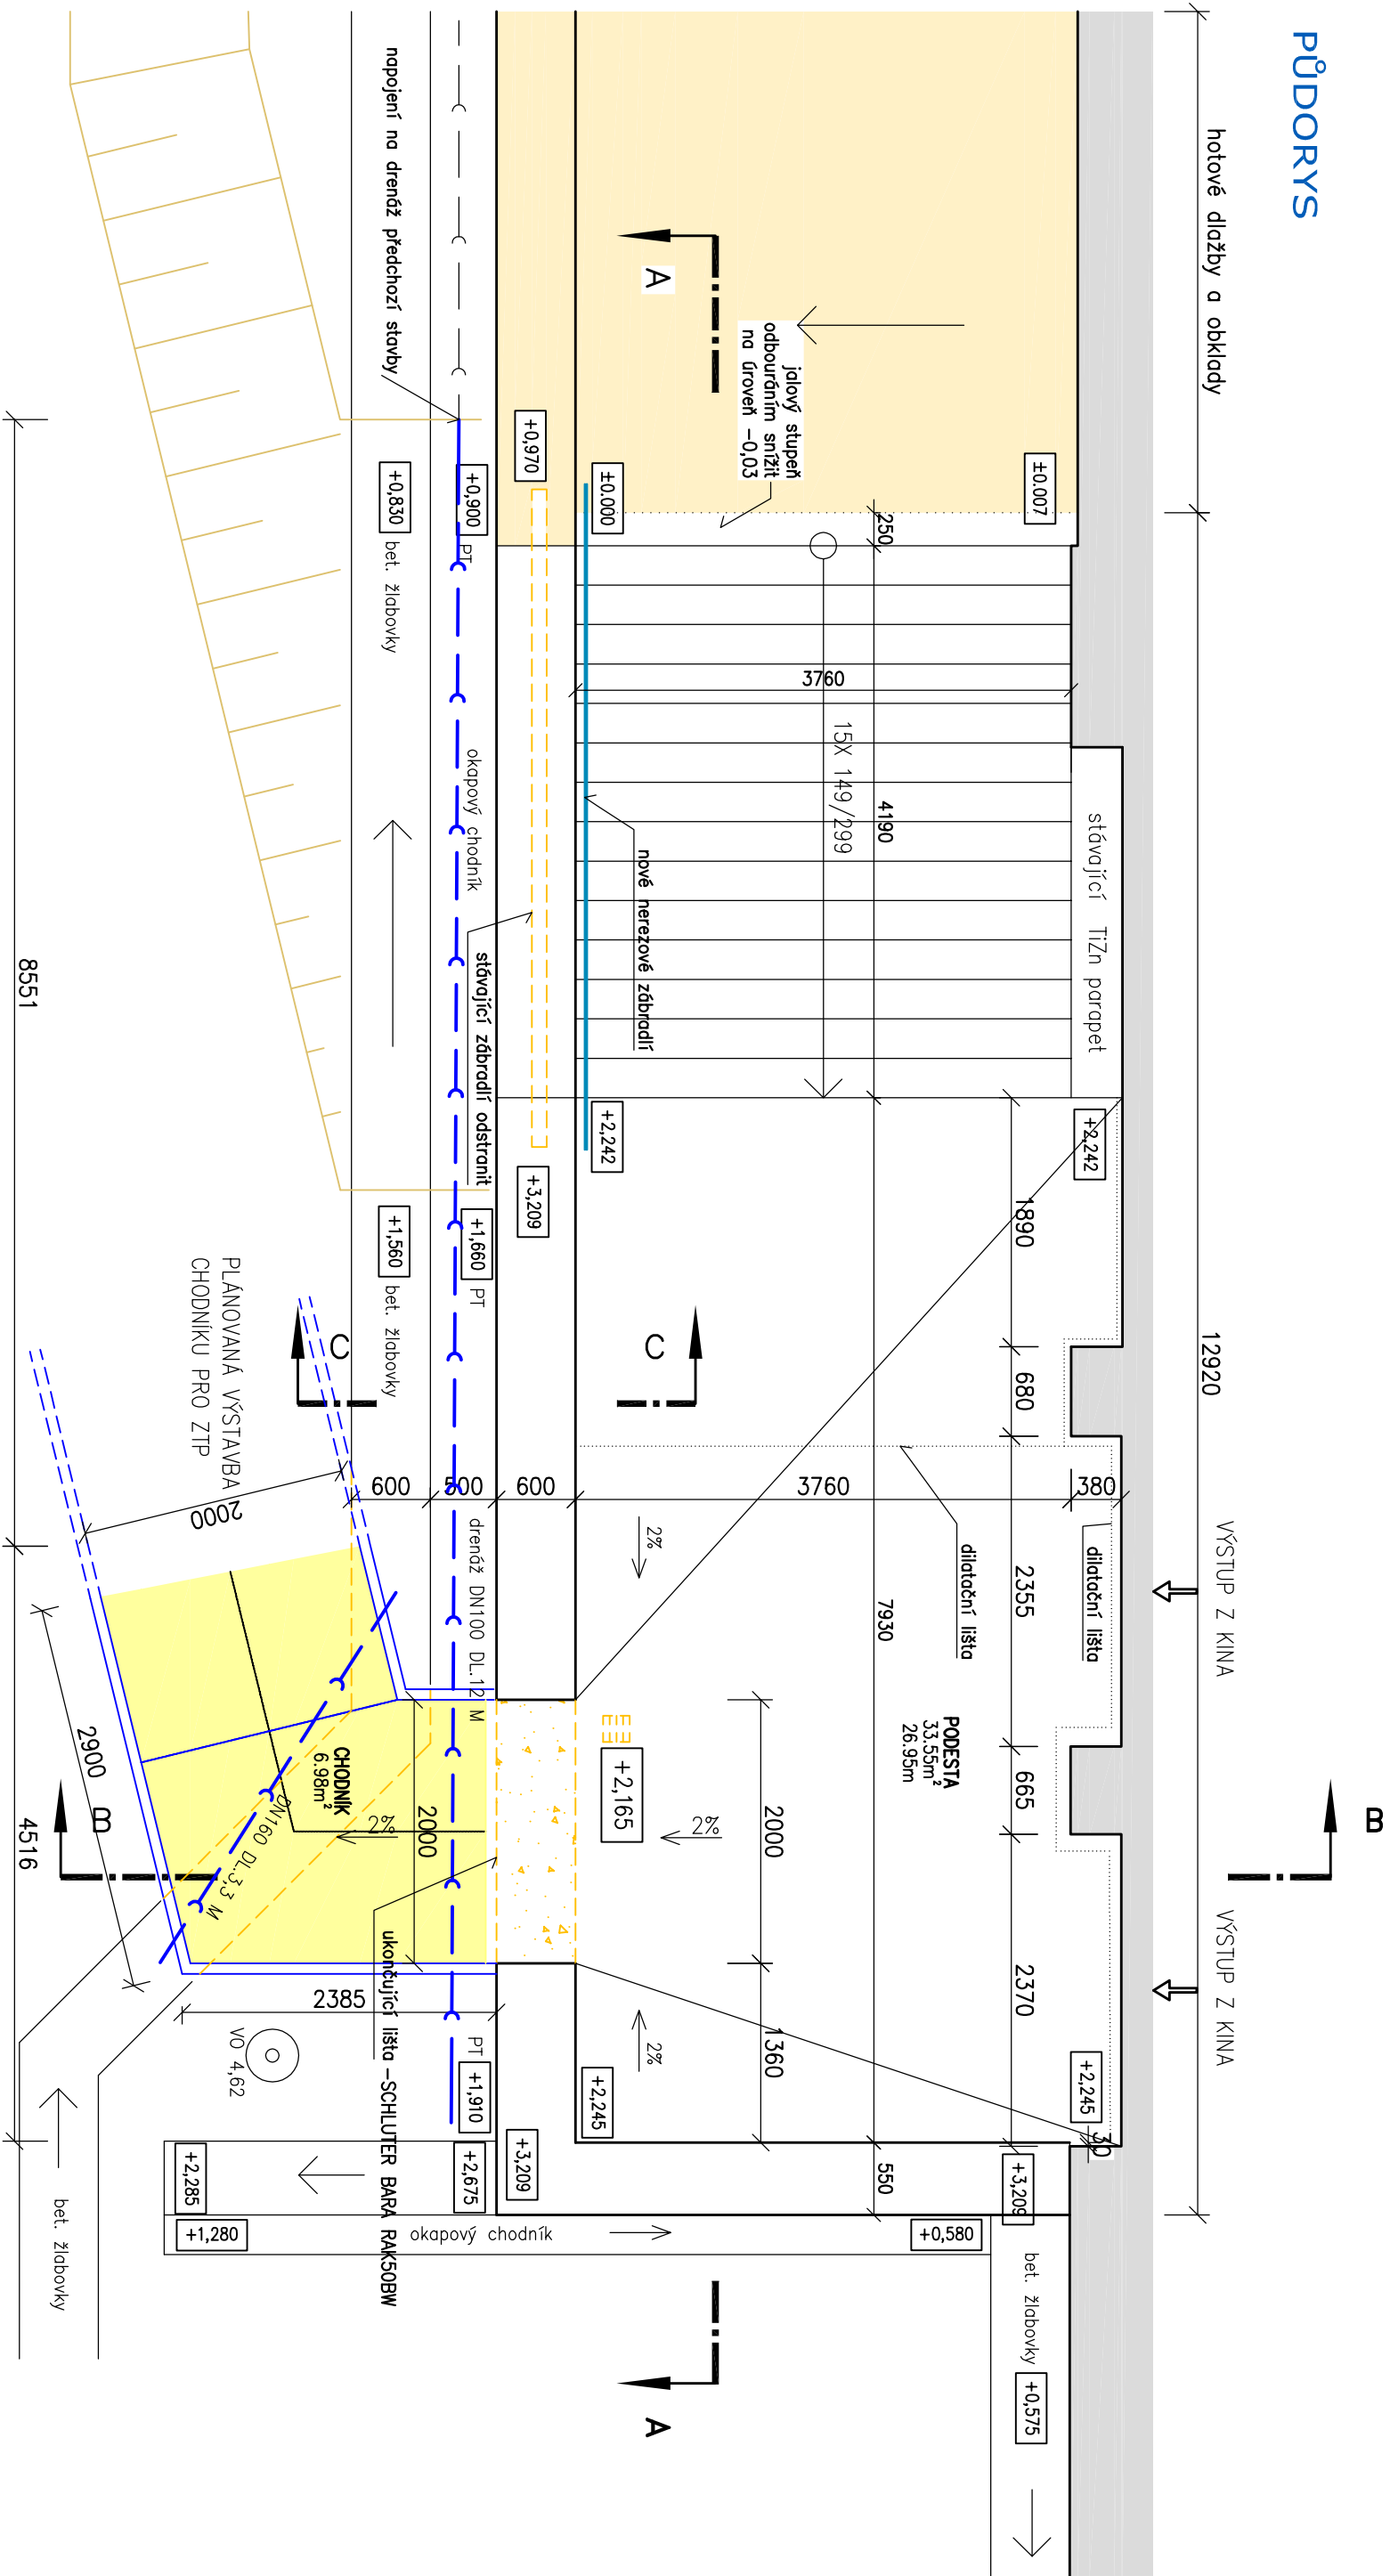 PŮDORYS
hotové dlažby a obklady
12920
VÝSTUP Z KINA
VÝSTUP Z KINA
B
±0.007
stávající TiZn parapet
+2,242
1890
680
2355
665
2370
dilatační lišta
dilatační lišta
380
+2,245
30
+3,209
bet. žlabovky
+0,575
250
4190
7930
550
PODESTA
33.55m²
26.95m
15X 149/299
3760
3760
jalový stupeň
odbouráním snížit
na úroveň -0,03
2000
1360
2%
A
A
C
nové nerezové zábradlí
2%
2%
±0.000
+2,242
+2,165
+2,245
+0,970
+3,209
600
+3,209
stávající zábradlí odstranit
okapový chodník
+0,900
PT
+1,660
PT
500
drenáž DN100 DL.12 M
PT
+1,910
+2,675
okapový chodník
+0,580
napojení na drenáž předchozí stavby
+0,830
bet. žlabovky
+1,560
bet. žlabovky
600
2000
2%
ukončující lišta -SCHLUTER BARA RAK50BW
C
CHODNÍK
6.98m²
2385
VO 4,62
DN160 DL.3,3 M
PLÁNOVANÁ VÝSTAVBA
CHODNÍKU PRO ZTP
2000
+2,285
+1,280
2900
B
bet. žlabovky
8551
4516